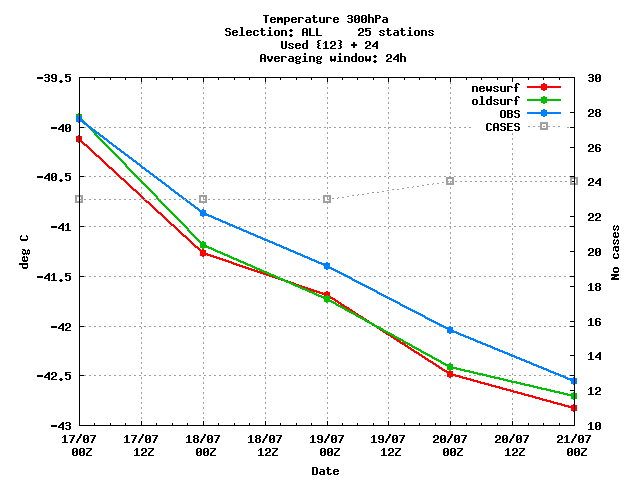 Temperature 300hPa
Selection: ALL     25 stations
Used {12} + 24
Averaging window: 24h
newsurf
oldsurf
OBS
CASES
deg C
-39.5
-40
-40.5
-41
-41.5
-42
-42.5
-43
30
28
26
24
22
20
18
16
14
12
10
No cases
17/07 17/07 18/07 18/07 19/07 19/07 20/07 20/07 21/07
00Z 12Z 00Z 12Z 00Z 12Z 00Z 12Z 00Z
Date